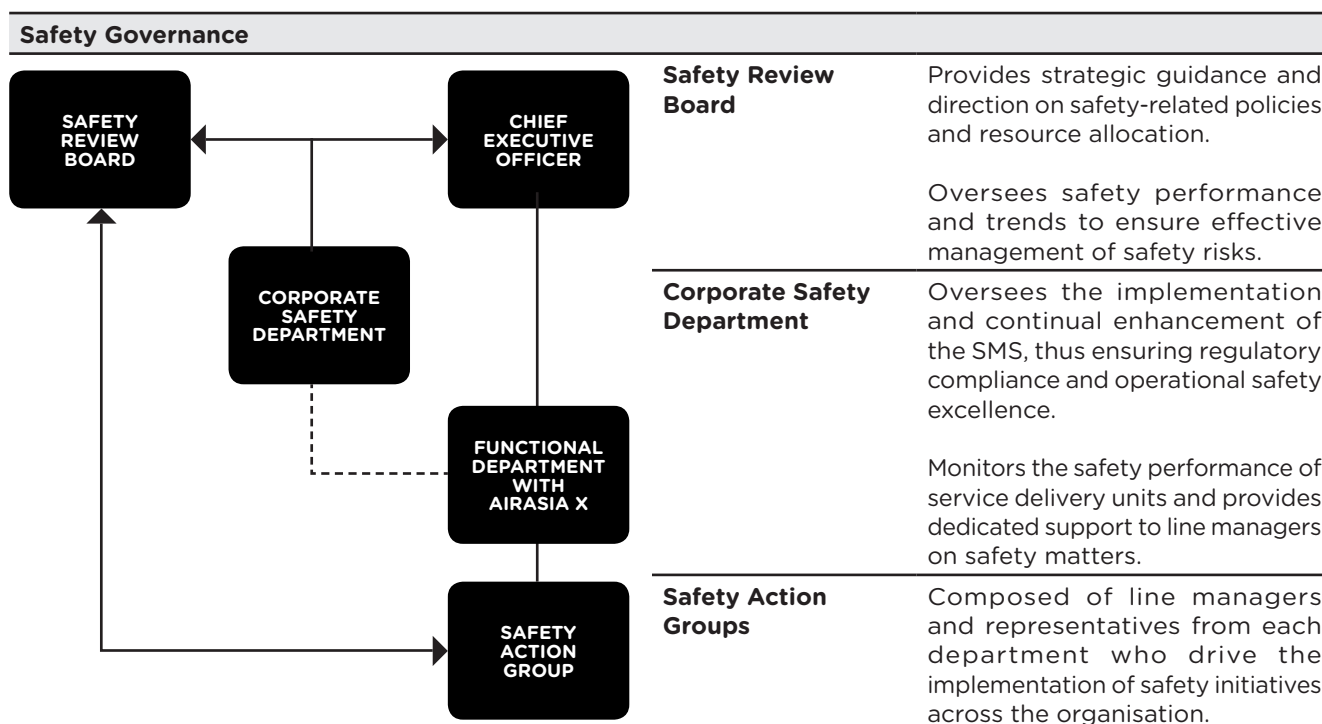 Safety Governance
SAFETY
REVIEW
BOARD
CHIEF
EXECUTIVE
OFFICER
CORPORATE
SAFETY
DEPARTMENT
FUNCTIONAL
DEPARTMENT
WITH
AIRASIA X
SAFETY
ACTION
GROUP
Safety Review
Board
Provides strategic guidance and
direction on safety-related policies
and resource allocation.
Oversees safety performance
and trends to ensure effective
management of safety risks.
Corporate Safety
Department
Oversees the implementation
and continual enhancement of
the SMS, thus ensuring regulatory
compliance and operational safety
excellence.
Monitors the safety performance of
service delivery units and provides
dedicated support to line managers
on safety matters.
Safety Action
Groups
Composed of line managers
and representatives from each
department who drive the
implementation of safety initiatives
across the organisation.